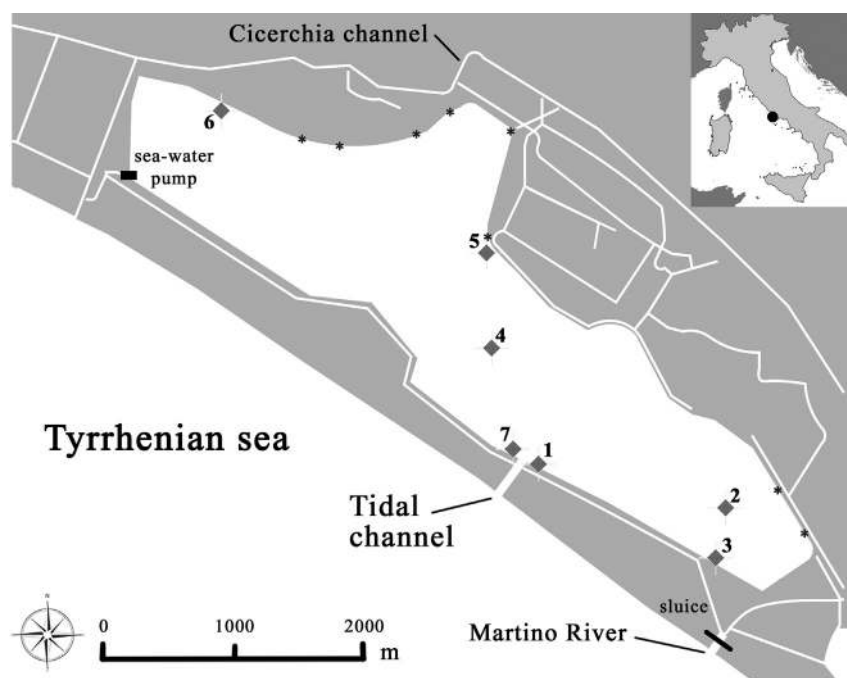 Cicerchia channel
6
sea-water
pump
5
4
Tyrrhenian sea
7
1
Tidal
channel
2
3
sluice
Martino River
N
0 1000 2000
m